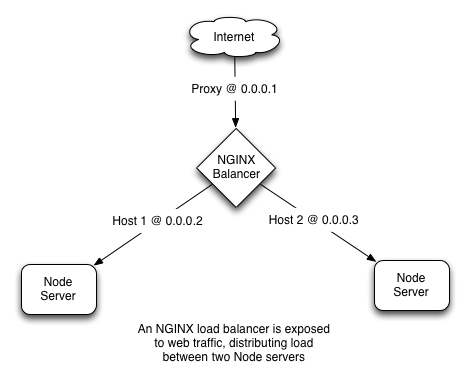 Internet
Proxy @ 0.0.0.1
NGINX
Balancer
Host 1 @ 0.0.0.2
Host 2 @ 0.0.0.3
Node
Server
Node
Server
An NGINX load balancer is exposed
to web traffic, distributing load
between two Node servers